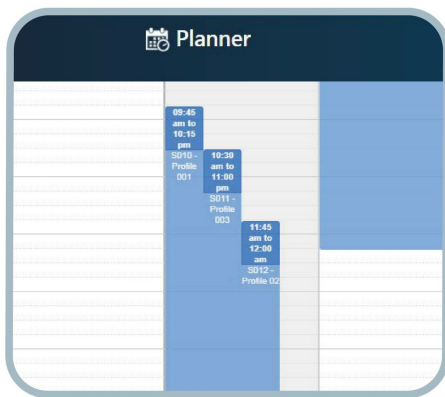 Planner
09:45
am to
10:15
pm
S010 -
Profile
001
10:30
am to
11:00
pm
S011 -
Profile
003
11:45
am to
12:00
am
S012 -
Profile 02